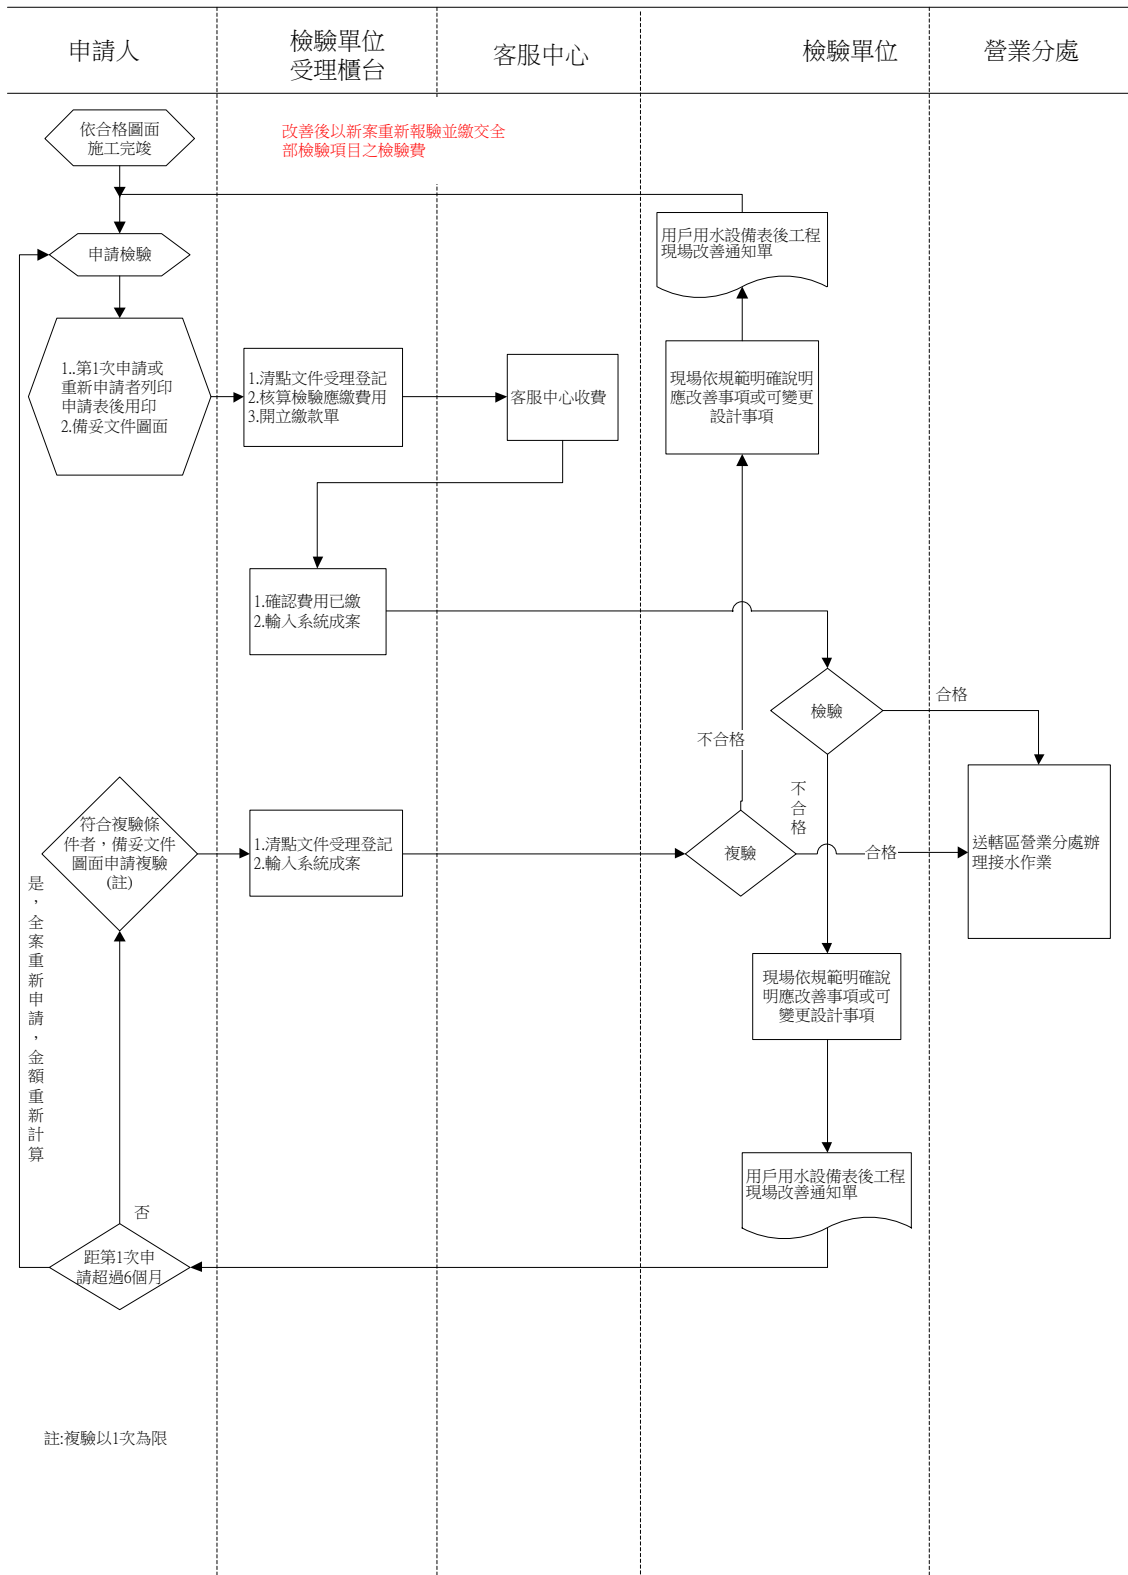 申請人
檢驗單位
受理櫃台
客服中心
檢驗單位
營業分處
依合格圖面
施工完竣
改善後以新案重新報驗並繳交全
部檢驗項目之檢驗費
申請檢驗
用戶用水設備表後工程
現場改善通知單
1..第1次申請或
重新申請者列印
申請表後用印
2.備妥文件圖面
1.清點文件受理登記
2.核算檢驗應繳費用
3.開立繳款單
客服中心收費
現場依規範明確說明
應改善事項或可變更
設計事項
1.確認費用已繳
2.輸入系統成案
檢驗
合格
不合格
不合格
符合複驗條
件者，備妥文件
圖面申請複驗
(註)
1.清點文件受理登記
2.輸入系統成案
複驗
合格
送轄區營業分處辦
理接水作業
是，全案重新申請，金額重新計算
現場依規範明確說
明應改善事項或可
變更設計事項
用戶用水設備表後工程
現場改善通知單
否
距第1次申
請超過6個月
註:複驗以1次為限